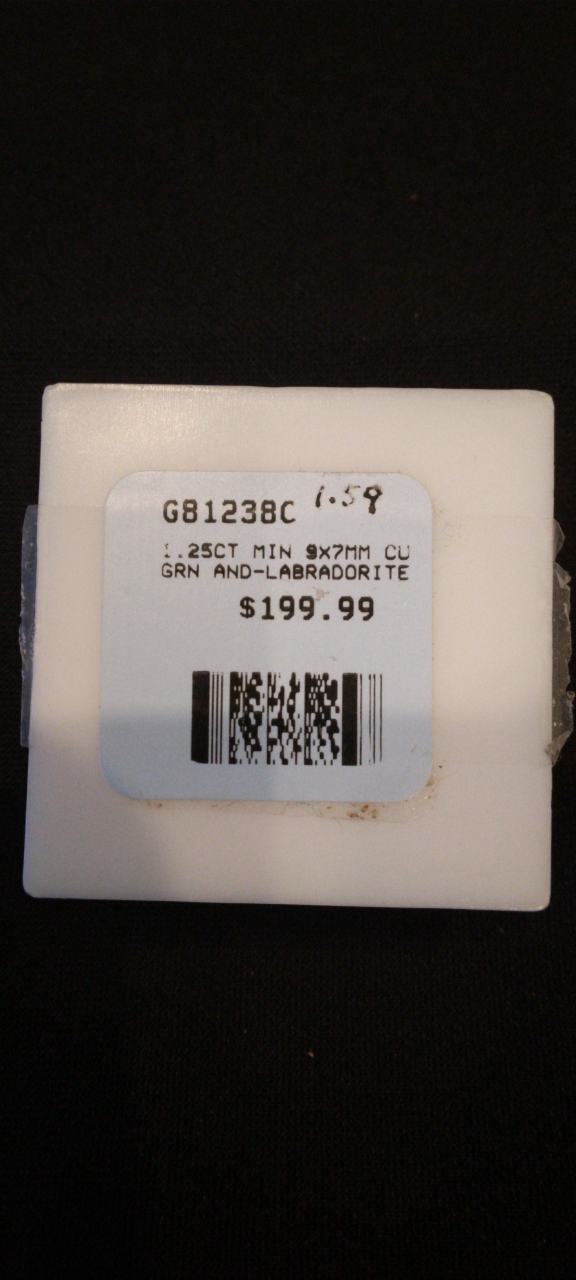 G81238C 1.59
1.25CT MIN 9X7MM CU
GRN AND-LABRADORITE
$199.99